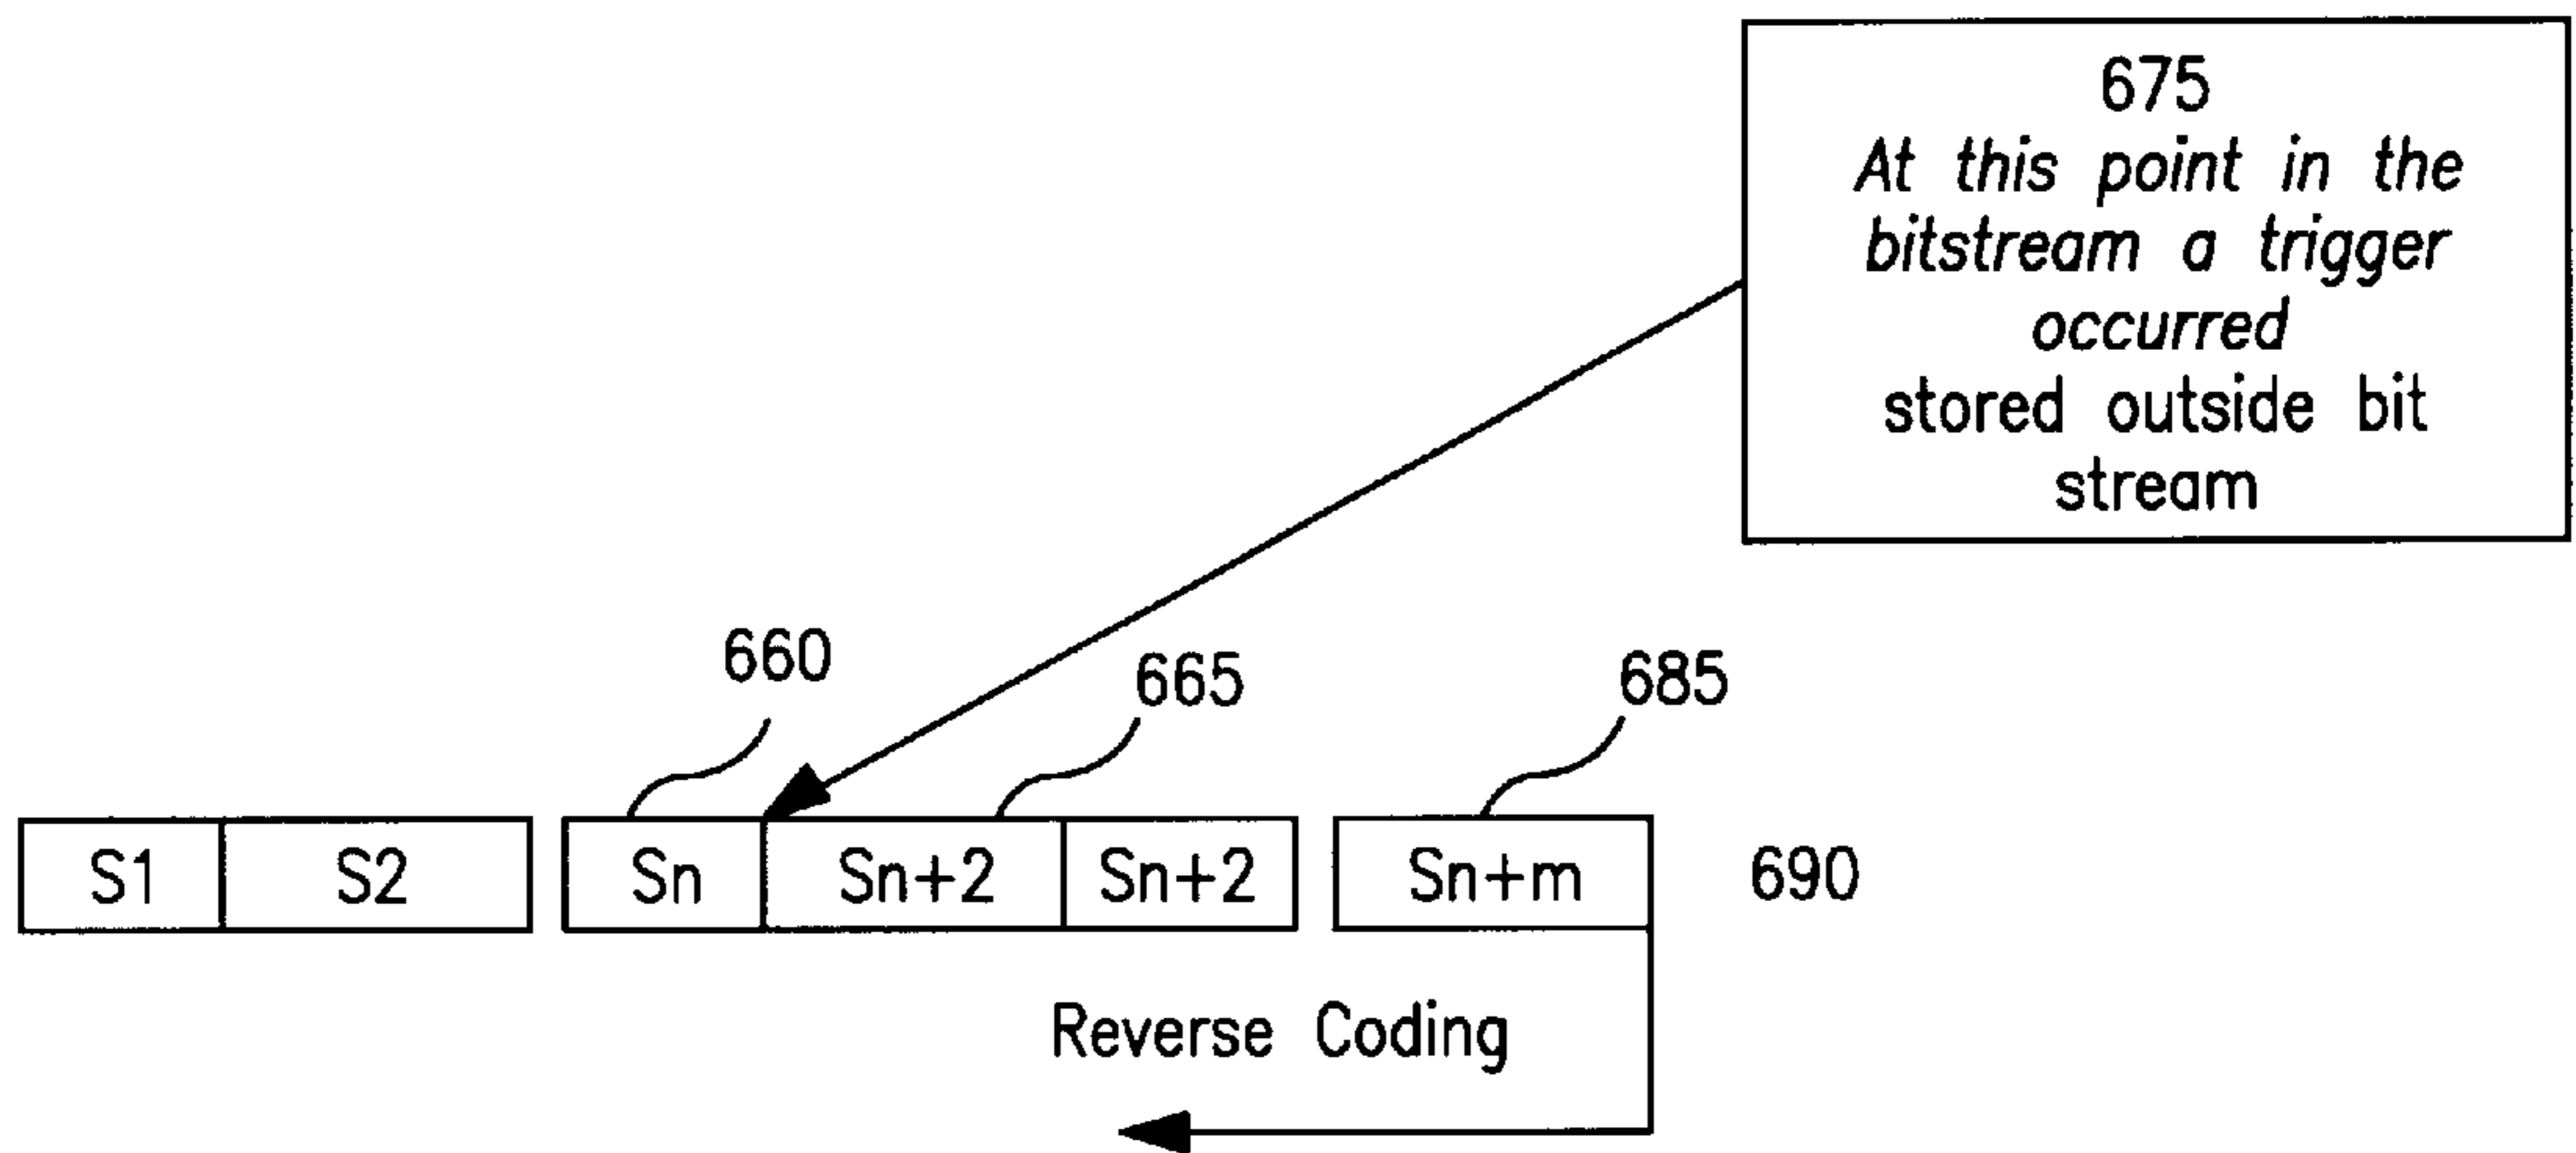 675
At this point in the
bitstream a trigger
occurred
stored outside bit
stream
660
665
685
S1 S2 Sn Sn+2 Sn+2 Sn+m 690
Reverse Coding